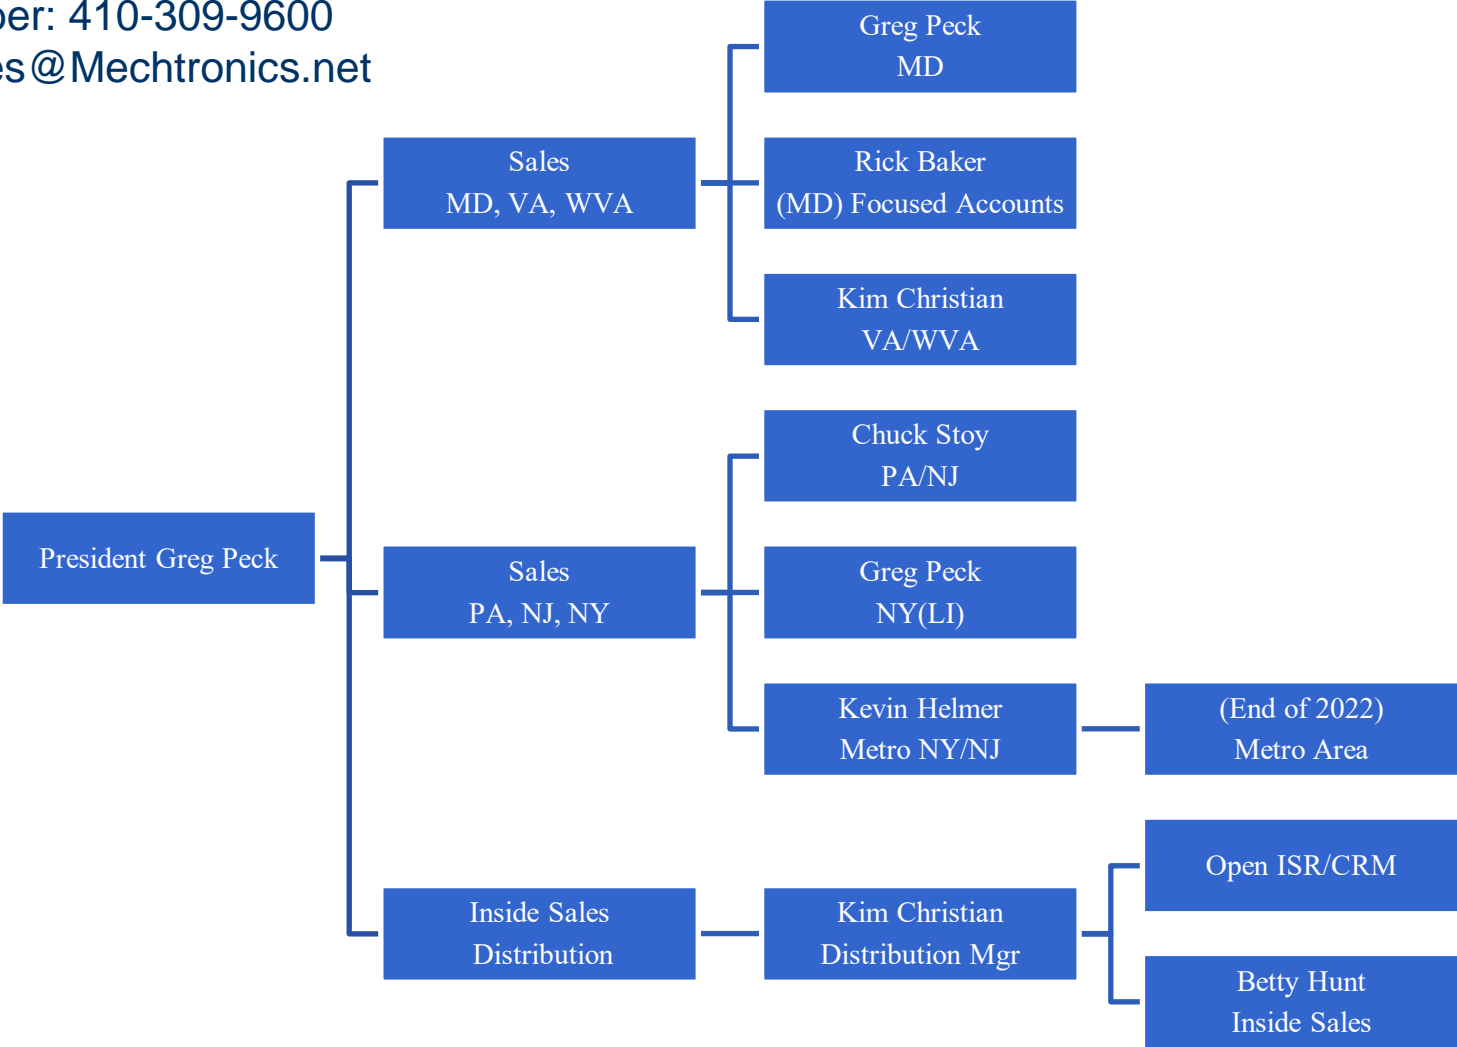 410-309-9600
@Mechtronics.net
Greg Peck
MD
Sales
MD, VA, WVA
Rick Baker
(MD) Focused Accounts
Kim Christian
VA/WVA
Chuck Stoy
PA/NJ
President Greg Peck
Sales
PA, NJ, NY
Greg Peck
NY(LI)
Kevin Helmer
Metro NY/NJ
(End of 2022)
Metro Area
Inside Sales
Distribution
Kim Christian
Distribution Mgr
Open ISR/CRM
Betty Hunt
Inside Sales